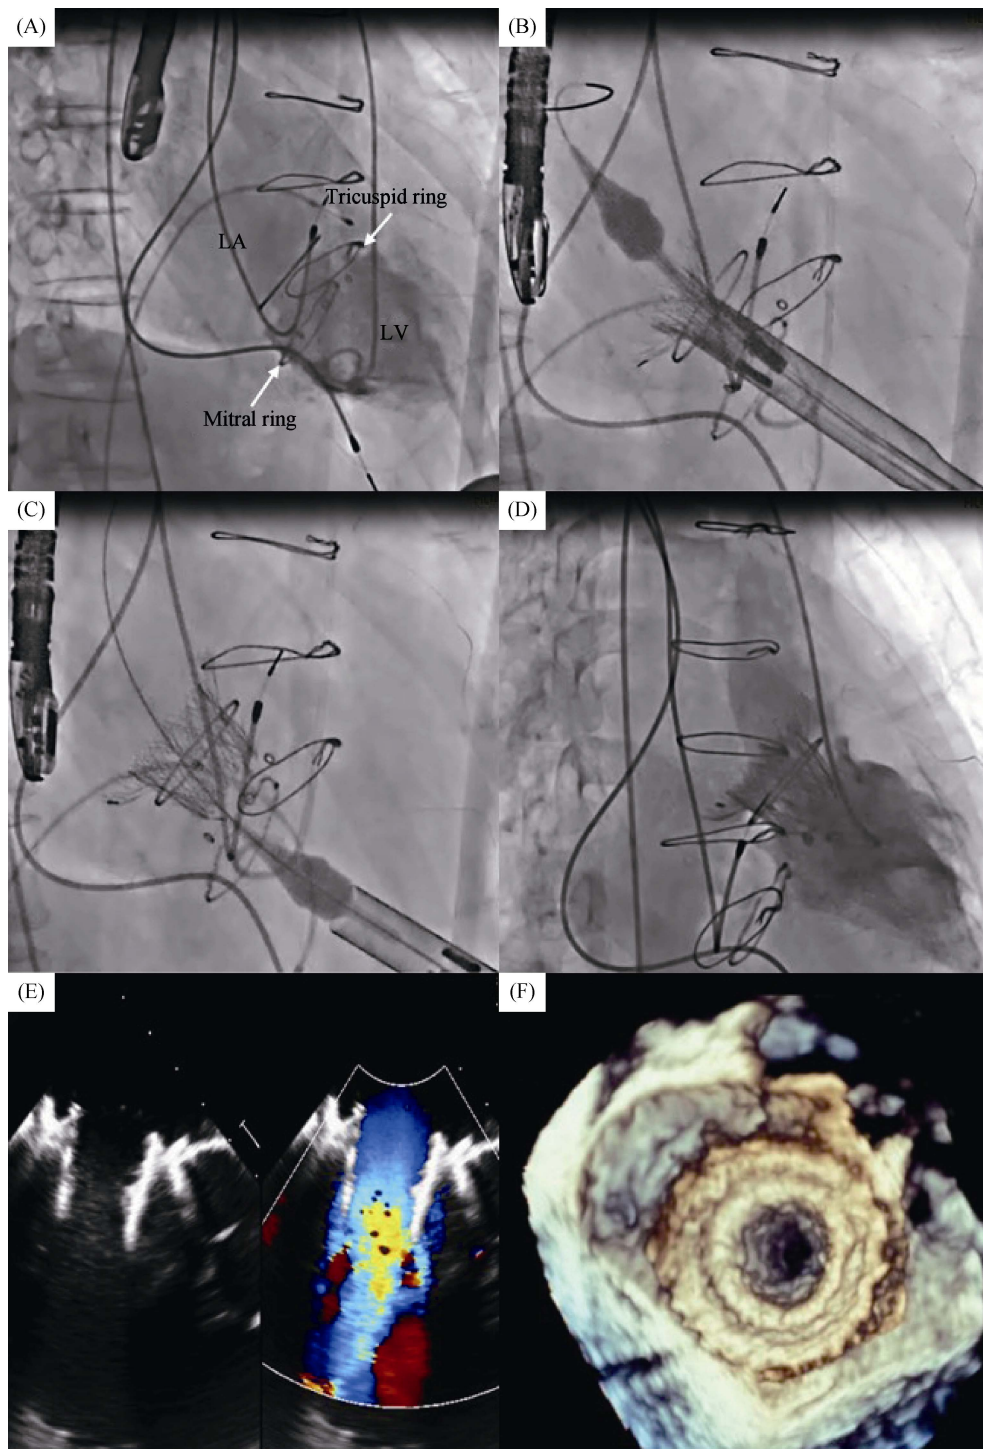 (A)
(B)
Tricuspid ring
LA
LV
Mitral ring
(C)
(D)
(E)
(F)